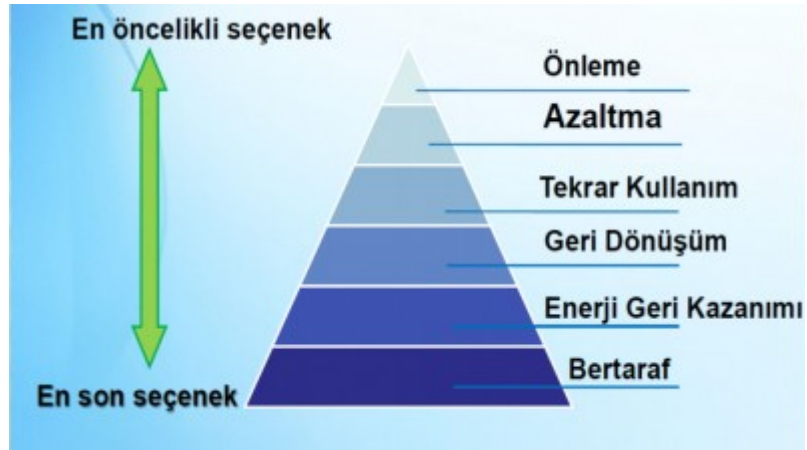 En öncelikli seçenek
Önleme
Azaltma
Tekrar Kullanım
Geri Dönüşüm
Enerji Geri Kazanımı
Bertaraf
En son seçenek